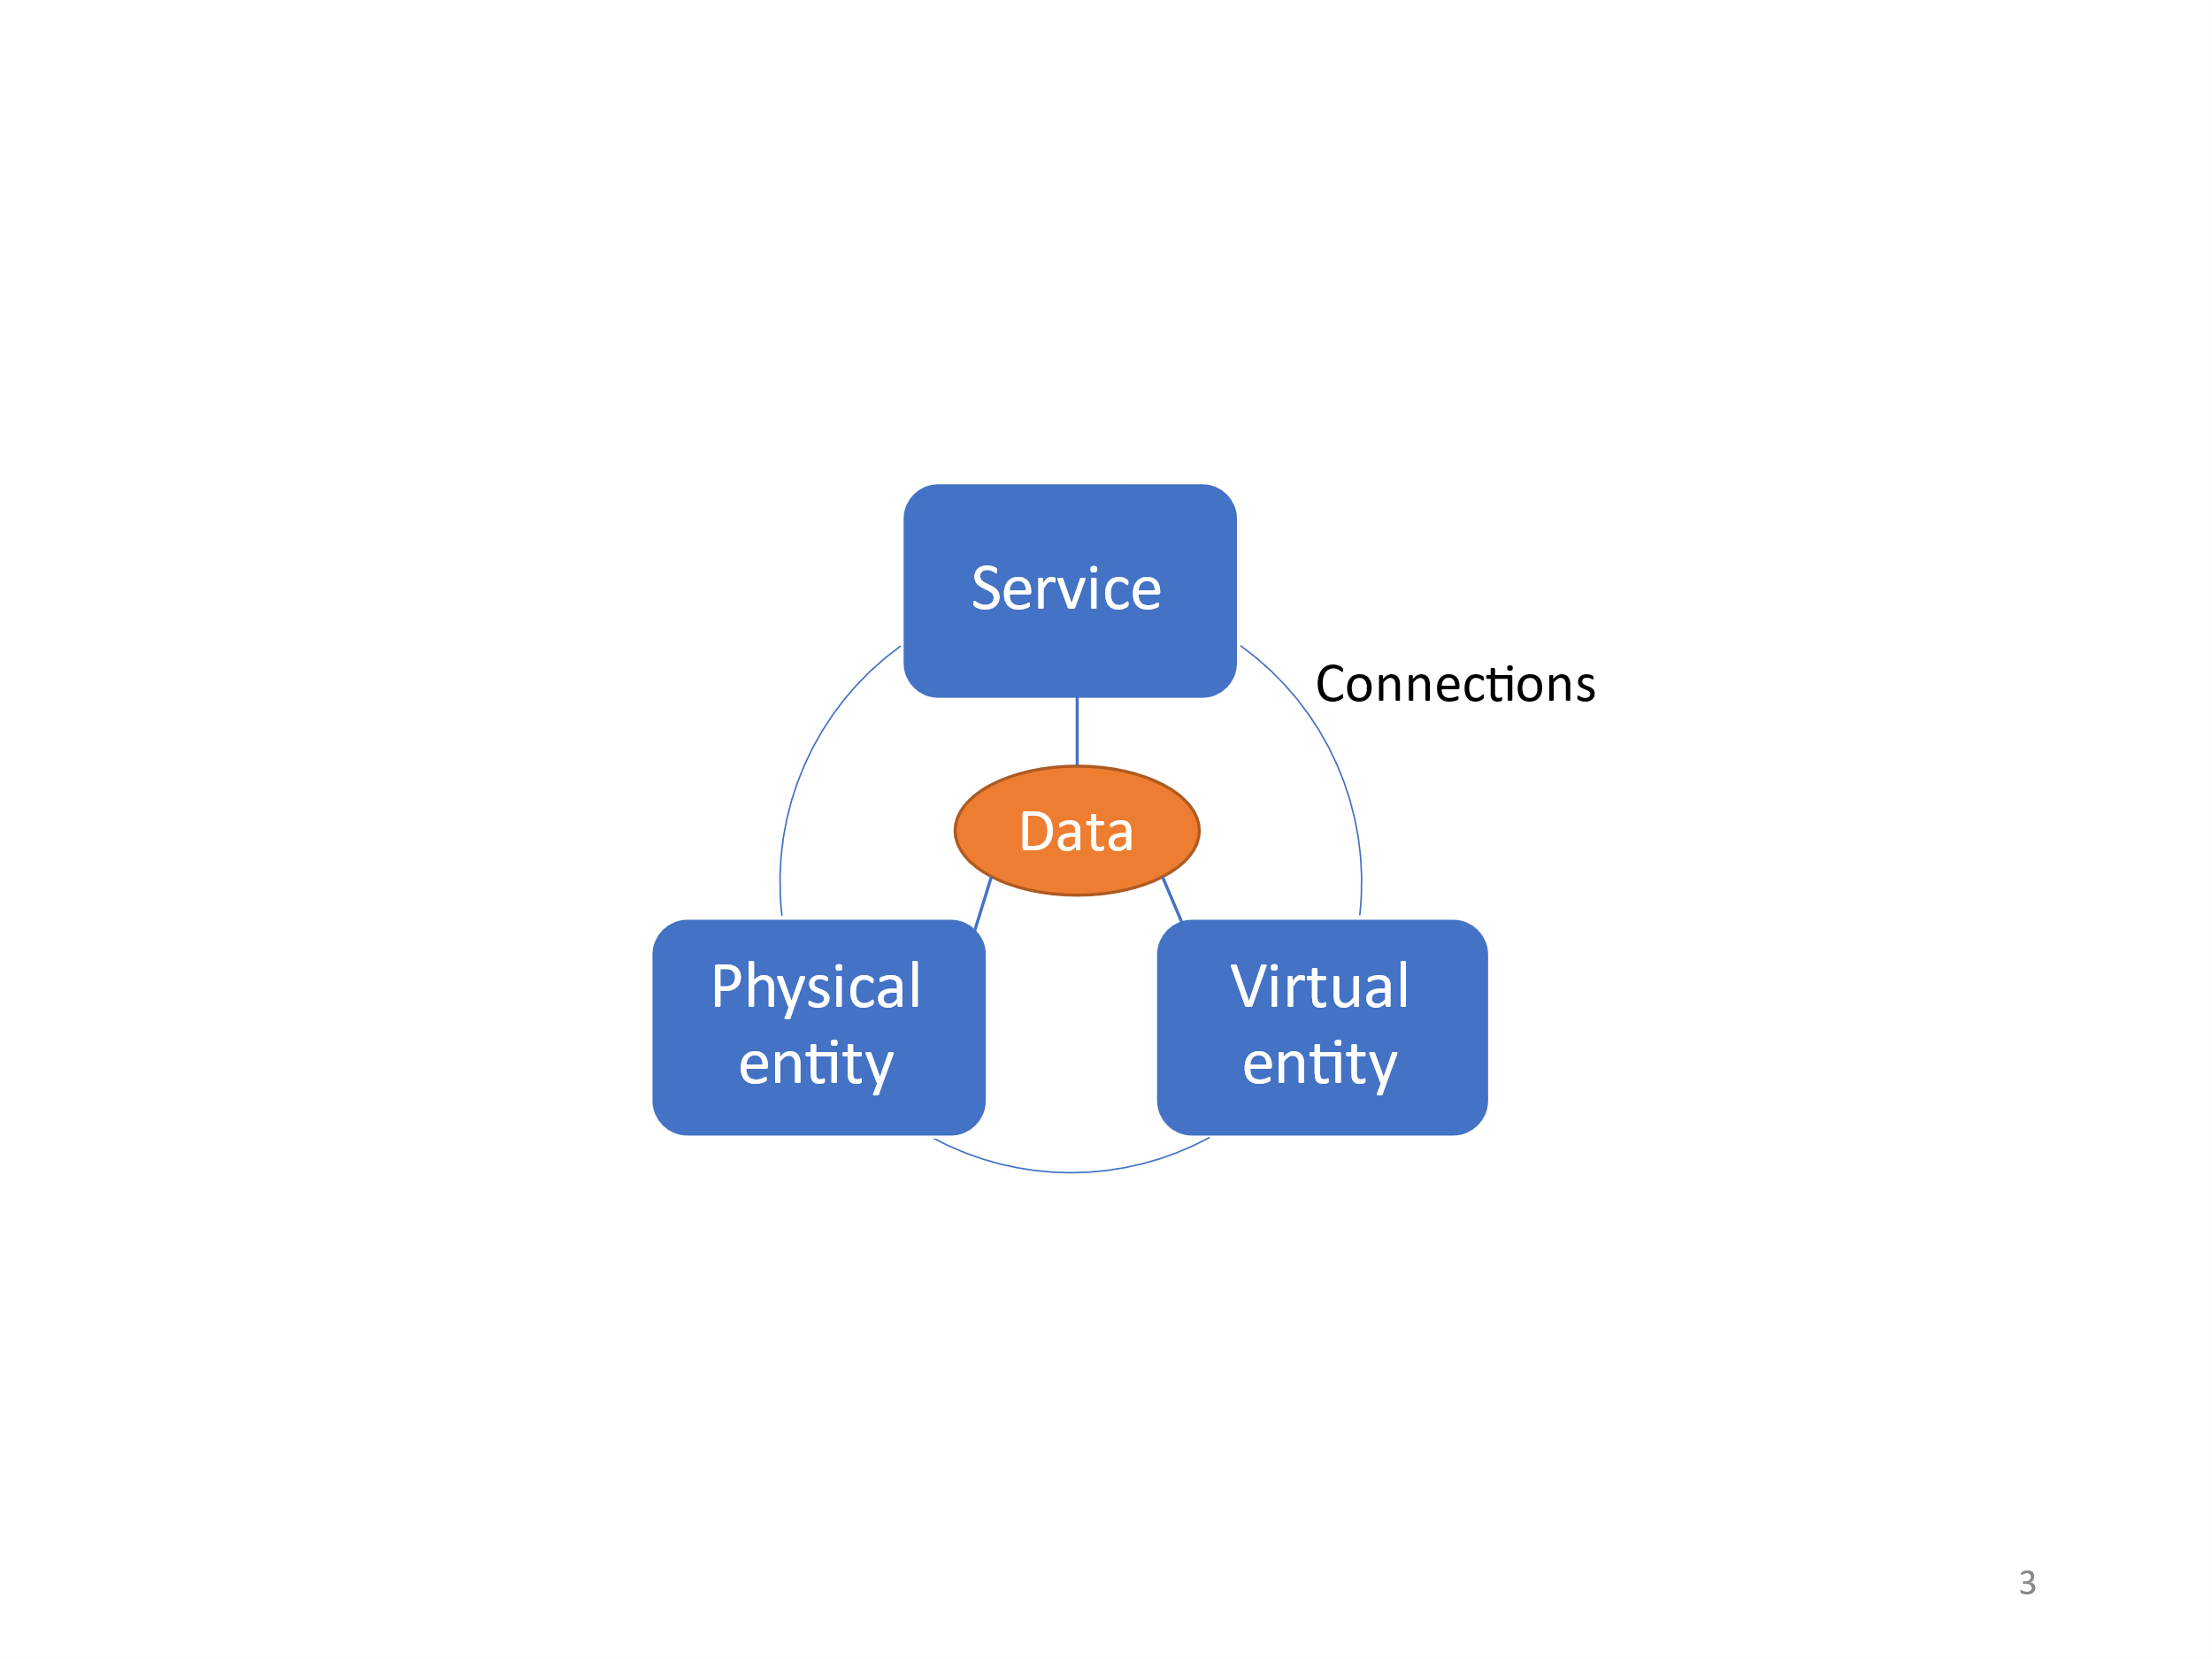 Service
Connections
Data
Physical
entity
Virtual
entity
3